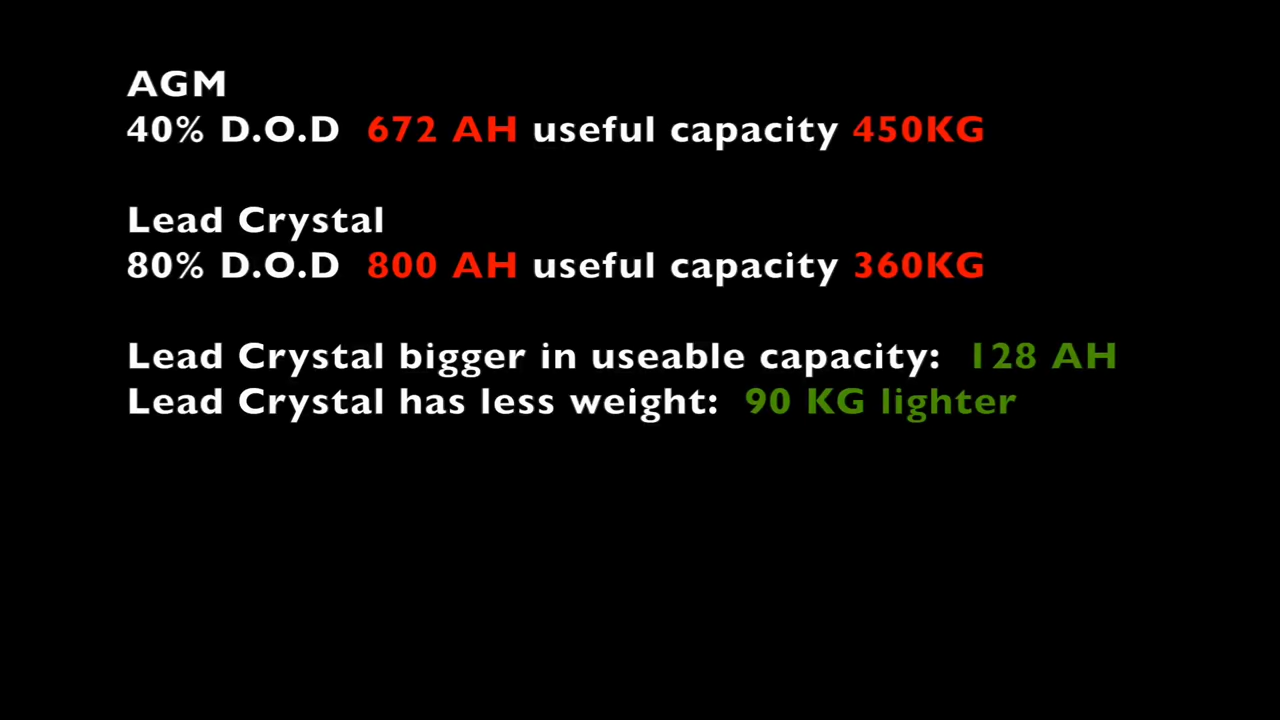 AGM
40% D.O.D 672 AH useful capacity 450KG
Lead Crystal
80% D.O.D 800 AH useful capacity 360KG
Lead Crystal bigger in useable capacity: 128 AH
Lead Crystal has less weight: 90 KG lighter